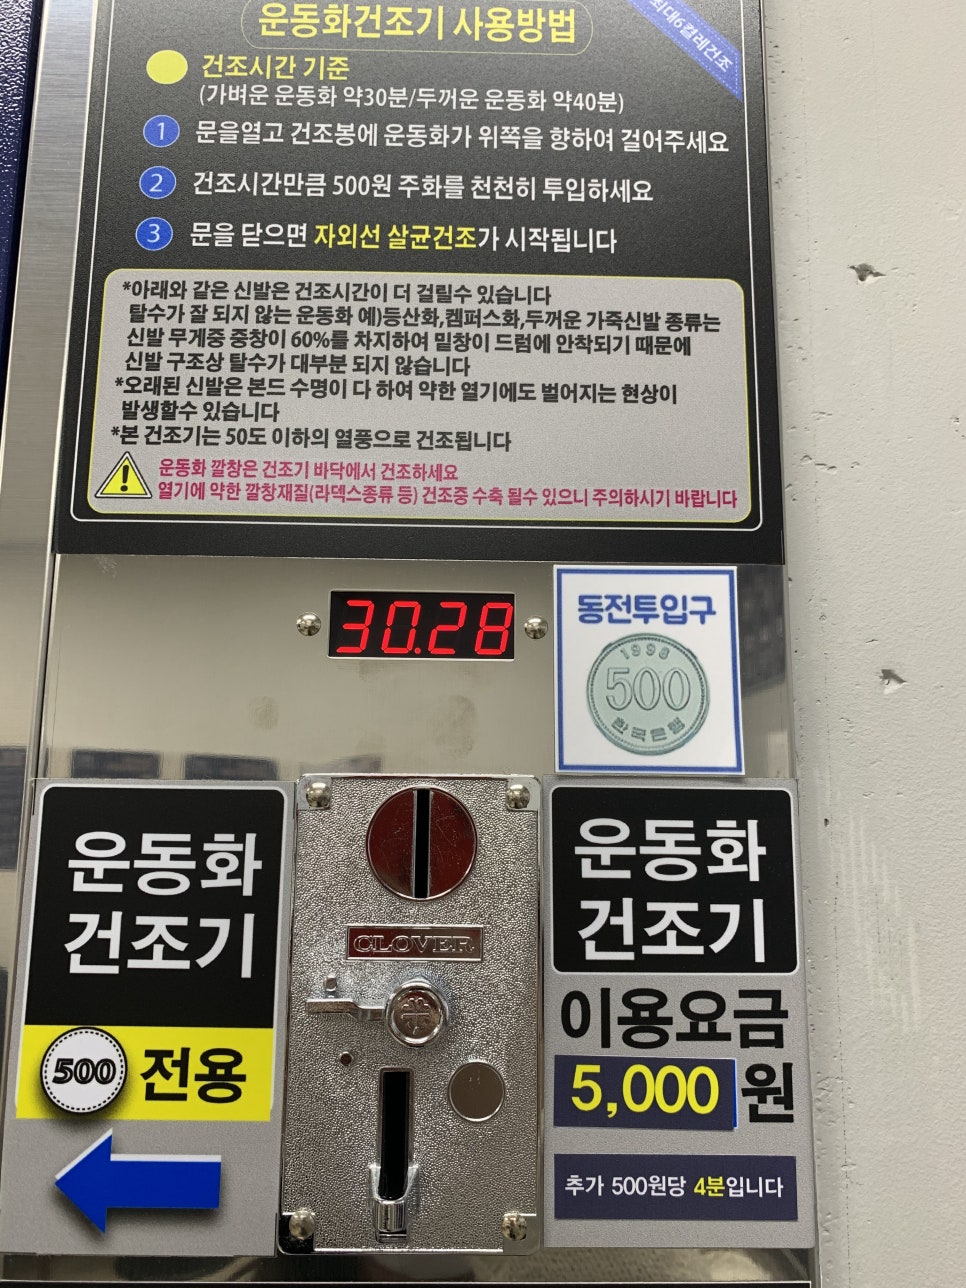 운동화건조기 사용방법
최대6켤레건조
건조시간 기준
(가벼운 운동화 약30분/두꺼운 운동화 약40분)
1 문을열고 건조봉에 운동화가 위쪽을 향하여 걸어주세요
2 건조시간만큼 500원 주화를 천천히 투입하세요
3 문을 닫으면 자외선 살균건조가 시작됩니다
*아래와 같은 신발은 건조시간이 더 걸릴수 있습니다
탈수가 잘 되지 않는 운동화 예)등산화,켐퍼스화,두꺼운 가죽신발 종류는
신발 무게중 중창이 60%를 차지하여 밑창이 드럼에 안착되기 때문에
신발 구조상 탈수가 대부분 되지 않습니다
*오래된 신발은 본드 수명이 다 하여 약한 열기에도 벌어지는 현상이
발생할수 있습니다
*본 건조기는 50도 이하의 열풍으로 건조됩니다
운동화 깔창은 건조기 바닥에서 건조하세요
열기에 약한 깔창재질(라덱스종류 등) 건조중 수축 될수 있으니 주의하시기 바랍니다
30.28
동전투입구
1998
500
한국은행
운동화
건조기
500 전용
CLOVER
운동화
건조기
이용요금
5,000원
추가 500원당 4분입니다